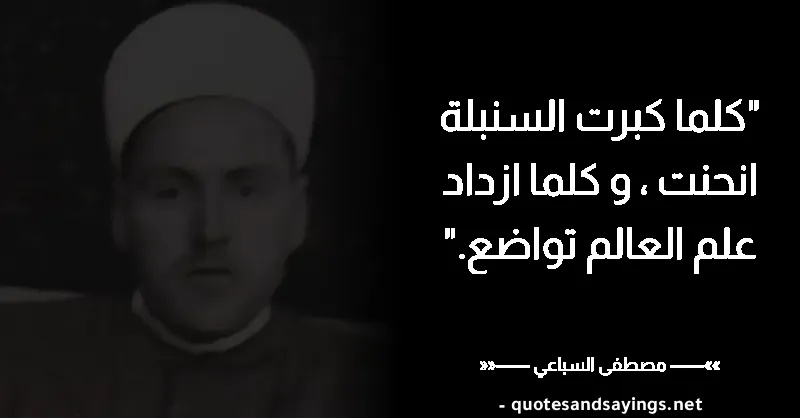 "كلما كبرت السنبلة
انحنت ، و كلما ازداد
علم العالم تواضع."
»»—— مصطفى السباعي ——««
- quotesandsayings.net